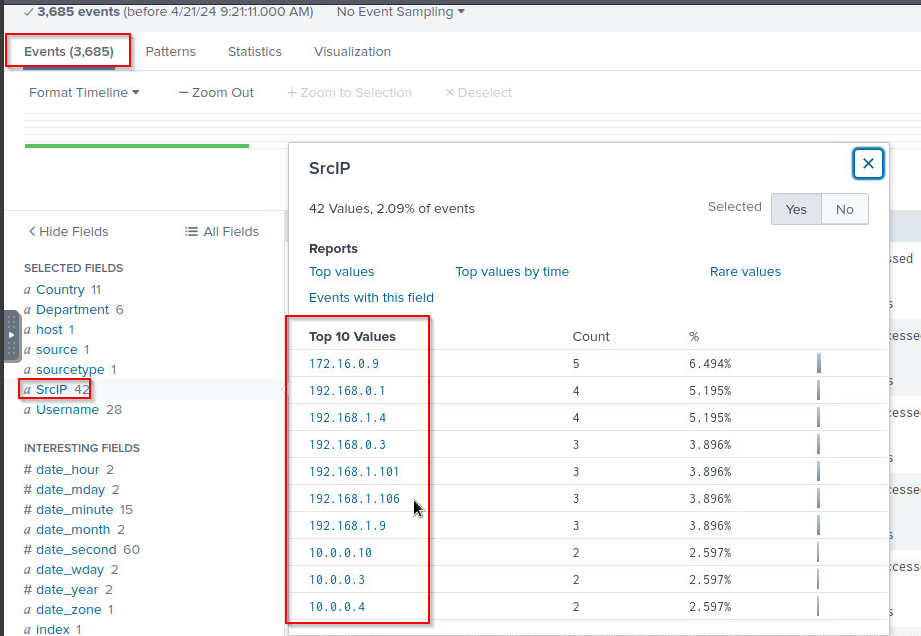 ✓ 3,685 events (before 4/21/24 9:21:11.000 AM) No Event Sampling
Events (3,685) Patterns Statistics Visualization
Format Timeline — Zoom Out + Zoom to Selection × Deselect
Hide Fields All Fields
SELECTED FIELDS
a Country 11
a Department 6
a host 1
a source 1
a sourcetype 1
a SrcIP 42
a Username 28
INTERESTING FIELDS
# date_hour 2
# date_mday 2
# date_minute 15
a date_month 2
# date_second 60
a date_wday 2
# date_year 2
a date_zone 1
a index 1
SrcIP
42 Values, 2.09% of events
Selected Yes No
Reports
Top values Top values by time Rare values
Events with this field
Top 10 Values Count %
172.16.0.9 5 6.494%
192.168.0.1 4 5.195%
192.168.1.4 4 5.195%
192.168.0.3 3 3.896%
192.168.1.101 3 3.896%
192.168.1.106 3 3.896%
192.168.1.9 3 3.896%
10.0.0.10 2 2.597%
10.0.0.3 2 2.597%
10.0.0.4 2 2.597%